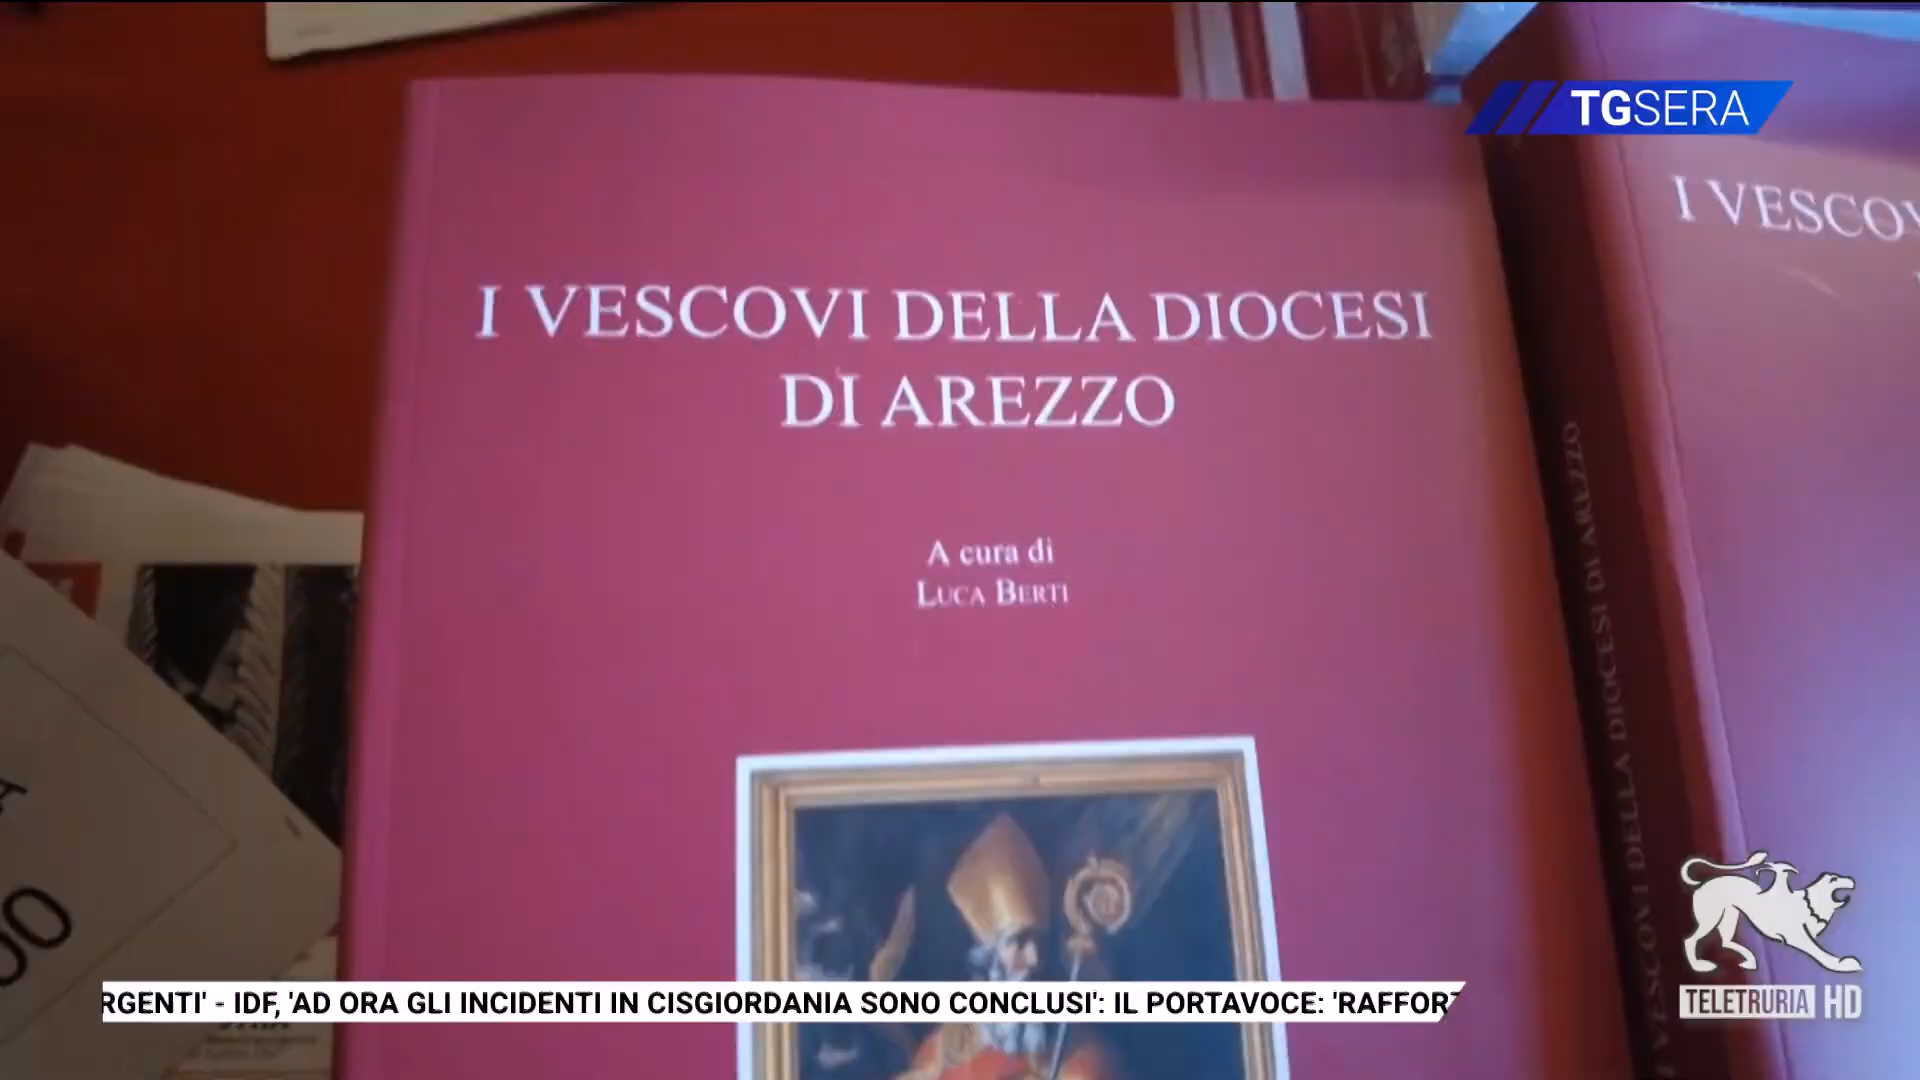 TGSERA
I VESCOVI DELLA DIOCESI
DI AREZZO
A cura di
LUCA BERTI
I VESCOV
I VESCOVI DELLA DIOCESI DI AREZZO
RGENTI' - IDF, 'AD ORA GLI INCIDENTI IN CISGIORDANIA SONO CONCLUSI': IL PORTAVOCE: 'RAFFORZ
TELETRURIA HD